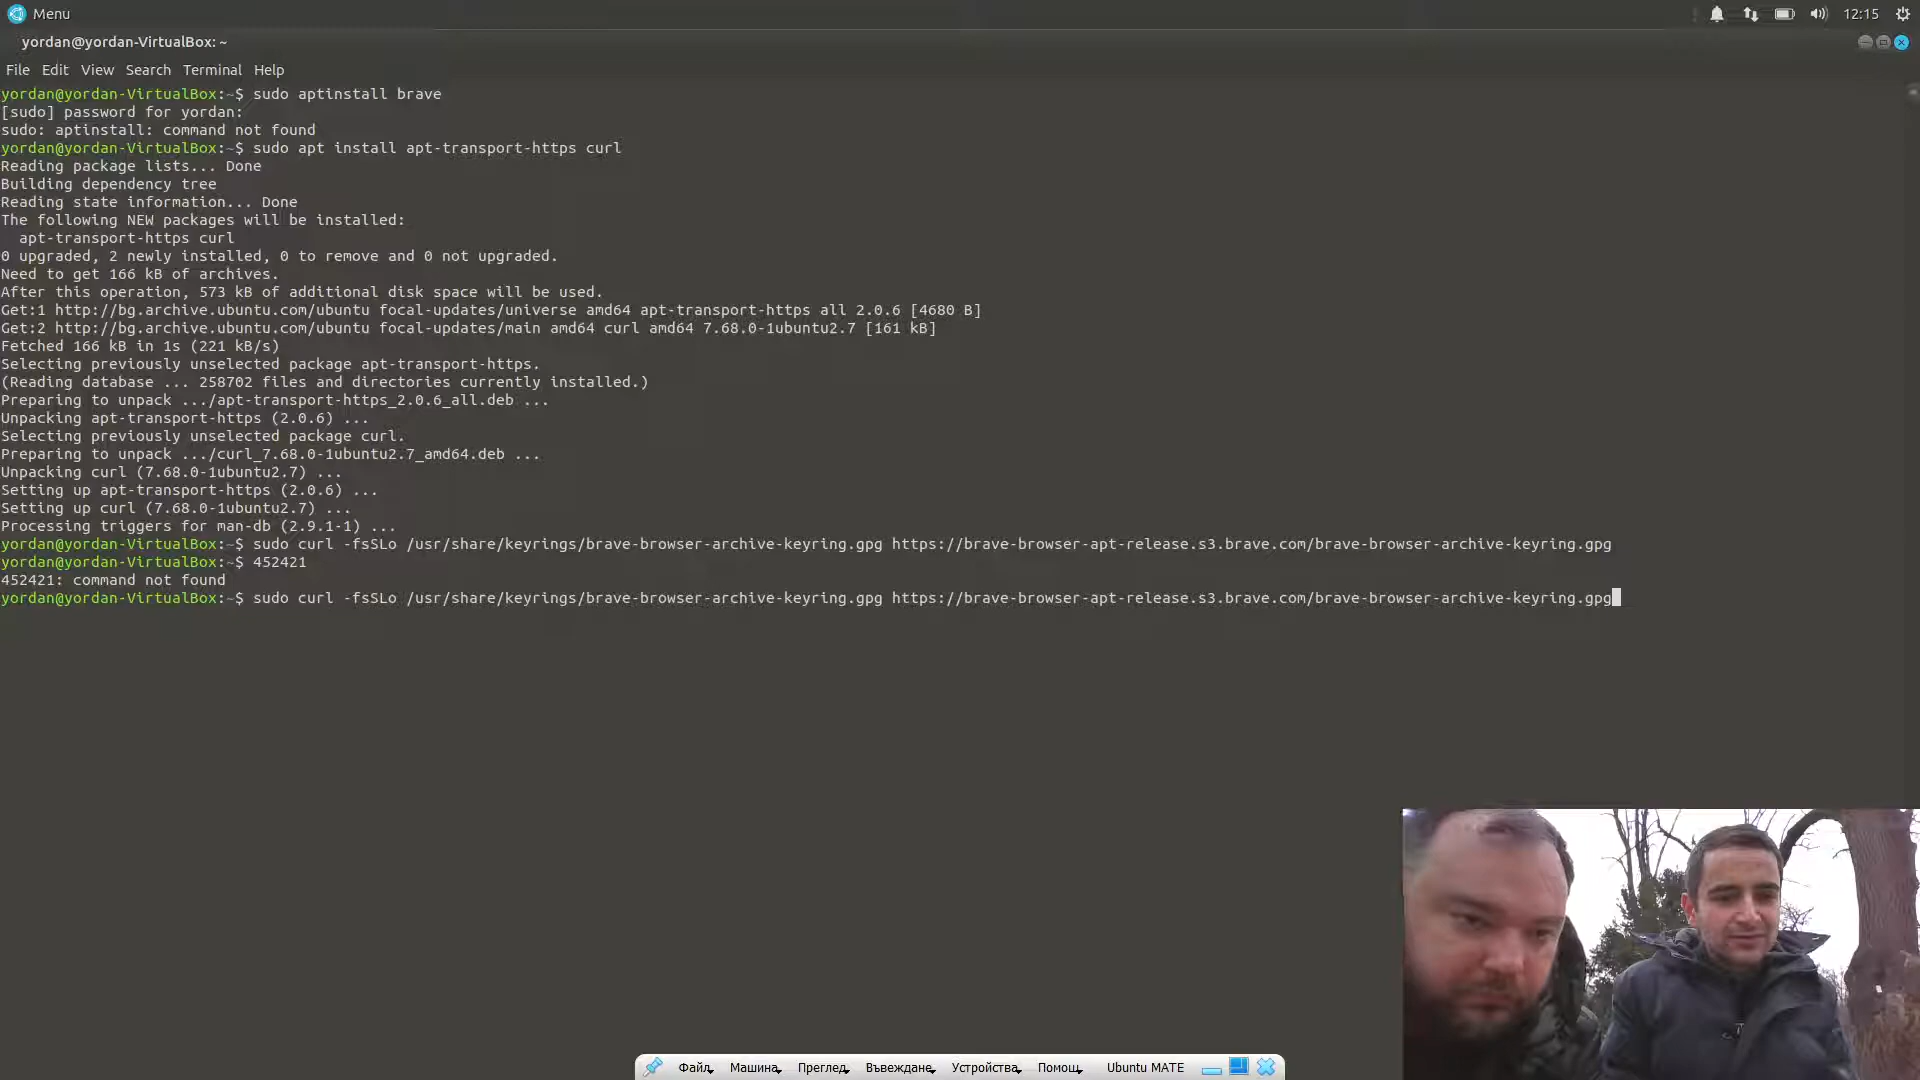 Menu
12:15
yordan@yordan-VirtualBox: ~
File Edit View Search Terminal Help
yordan@yordan-VirtualBox:~$ sudo aptinstall brave
[sudo] password for yordan:
sudo: aptinstall: command not found
yordan@yordan-VirtualBox:~$ sudo apt install apt-transport-https curl
Reading package lists... Done
Building dependency tree
Reading state information... Done
The following NEW packages will be installed:
  apt-transport-https curl
0 upgraded, 2 newly installed, 0 to remove and 0 not upgraded.
Need to get 166 kB of archives.
After this operation, 573 kB of additional disk space will be used.
Get:1 http://bg.archive.ubuntu.com/ubuntu focal-updates/universe amd64 apt-transport-https all 2.0.6 [4680 B]
Get:2 http://bg.archive.ubuntu.com/ubuntu focal-updates/main amd64 curl amd64 7.68.0-1ubuntu2.7 [161 kB]
Fetched 166 kB in 1s (221 kB/s)
Selecting previously unselected package apt-transport-https.
(Reading database ... 258702 files and directories currently installed.)
Preparing to unpack .../apt-transport-https_2.0.6_all.deb ...
Unpacking apt-transport-https (2.0.6) ...
Selecting previously unselected package curl.
Preparing to unpack .../curl_7.68.0-1ubuntu2.7_amd64.deb ...
Unpacking curl (7.68.0-1ubuntu2.7) ...
Setting up apt-transport-https (2.0.6) ...
Setting up curl (7.68.0-1ubuntu2.7) ...
Processing triggers for man-db (2.9.1-1) ...
yordan@yordan-VirtualBox:~$ sudo curl -fsSLo /usr/share/keyrings/brave-browser-archive-keyring.gpg https://brave-browser-apt-release.s3.brave.com/brave-browser-archive-keyring.gpg
yordan@yordan-VirtualBox:~$ 452421
452421: command not found
yordan@yordan-VirtualBox:~$ sudo curl -fsSLo /usr/share/keyrings/brave-browser-archive-keyring.gpg https://brave-browser-apt-release.s3.brave.com/brave-browser-archive-keyring.gpg
Файл Машина Преглед Въвеждане Устройства Помощ Ubuntu MATE